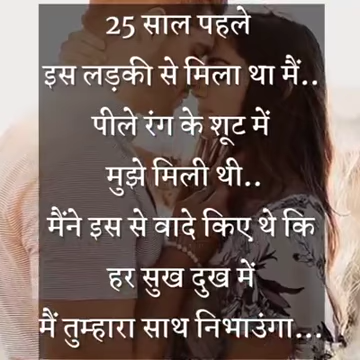 25 साल पहले
इस लड़की से मिला था मैं..
पीले रंग के शूट में
मुझे मिली थी..
मैंने इस से वादे किए थे कि
हर सुख दुख में
मैं तुम्हारा साथ निभाउंगा...